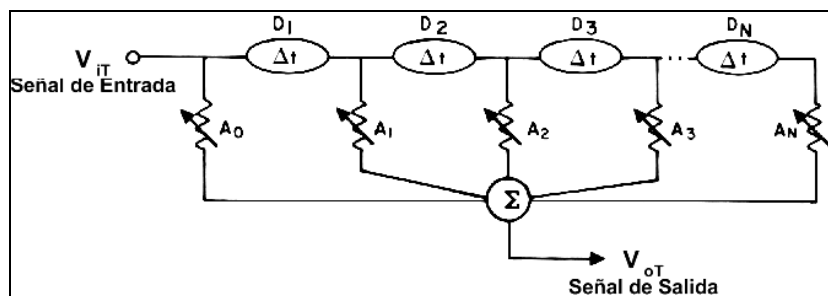 D1 D2 D3 DN
ViT
Δt Δt Δt ... Δt
Señal de Entrada
A0 A1 A2 A3 AN
Σ
VoT
Señal de Salida